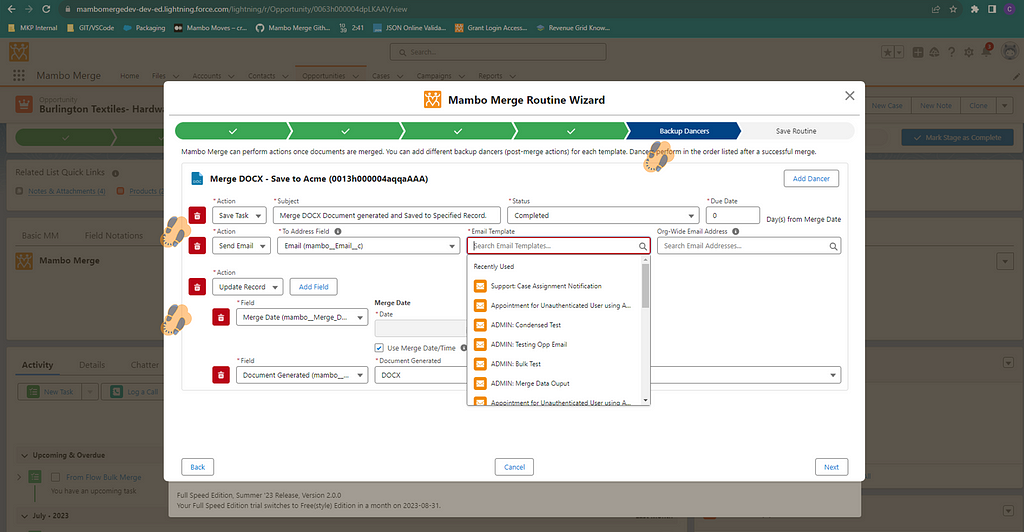 mambomergedev-dev-ed.lightning.force.com/lightning/r/Opportunity/0063h000004dpLKAAY/view
MKP Internal GIT/VSCode Packaging Mambo Moves – cr... Mambo Merge Gith... 2:41 JSON Online Valida... Grant Login Access... Revenue Grid Know...
Search...
Mambo Merge Home Files Accounts Contacts Opportunities Cases Campaigns Reports
Opportunity
Burlington Textiles- Hardwa
New Case New Note Clone
Mark Stage as Complete
Related List Quick Links
Notes & Attachments (4) Products
Basic MM Field Notations
Mambo Merge
Activity Details Chatter
New Task Log a Call
Upcoming & Overdue
From Flow Bulk Merge
You have an upcoming task
July - 2023
Mambo Merge Routine Wizard
Backup Dancers Save Routine
Mambo Merge can perform actions once documents are merged. You can add different backup dancers (post-merge actions) for each template. Dancers perform in the order listed after a successful merge.
Merge DOCX - Save to Acme (0013h000004aqqaAAA) Add Dancer
*Action *Subject *Status *Due Date
Save Task Merge DOCX Document generated and Saved to Specified Record. Completed 0 Day(s) from Merge Date
*Action *To Address Field *Email Template Org-Wide Email Address
Send Email Email (mambo__Email__c) Search Email Templates... Search Email Addresses...
Recently Used
Support: Case Assignment Notification
Appointment for Unauthenticated User using A...
ADMIN: Condensed Test
ADMIN: Testing Opp Email
ADMIN: Bulk Test
ADMIN: Merge Data Ouput
Appointment for Unauthenticated User using A...
*Action
Update Record Add Field
*Field Merge Date
*Date
Merge Date (mambo__Merge_D...
Use Merge Date/Time
*Field *Document Generated
Document Generated (mambo__... DOCX
Back Cancel Next
Full Speed Edition, Summer '23 Release, Version 2.0.0
Your Full Speed Edition trial switches to Free(style) Edition in a month on 2023-08-31.